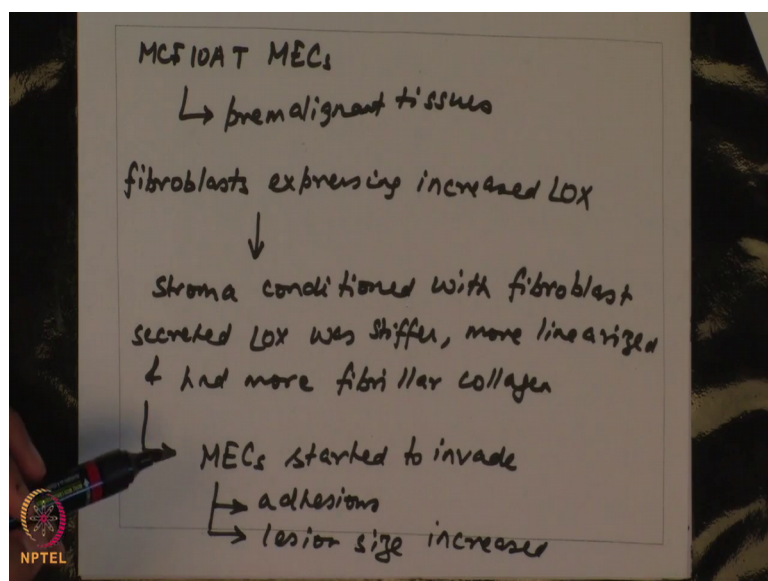 MCF10AT MECs
↳ premalignant tissues
fibroblasts expressing increased LOX
↓
Stroma conditioned with fibroblast
secreted LOX was stiffer, more linearized
& had more fibrillar collagen
↳ MECs started to invade
→ adhesions
→ lesion size increased
NPTEL